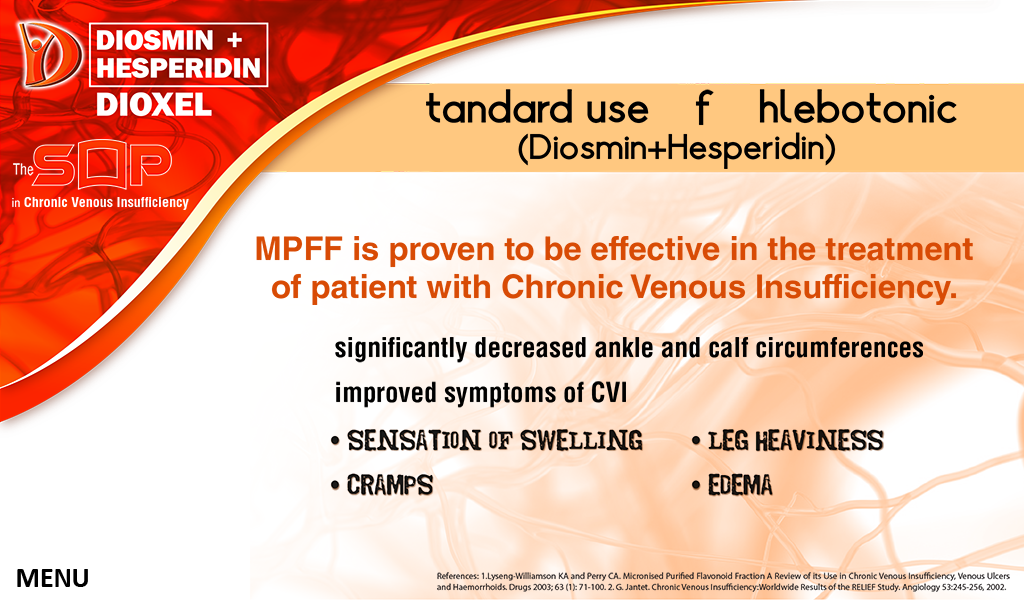 DIOSMIN +
HESPERIDIN
DIOXEL
The SOP
in Chronic Venous Insufficiency
tandard use f hlebotonic
(Diosmin+Hesperidin)
MPFF is proven to be effective in the treatment
of patient with Chronic Venous Insufficiency.
significantly decreased ankle and calf circumferences
improved symptoms of CVI
• SENSATION OF SWELLING
• LEG HEAVINESS
• CRAMPS
• EDEMA
MENU
References: 1.Lyseng-Williamson KA and Perry CA. Micronised Purified Flavonoid Fraction A Review of its Use in Chronic Venous Insufficiency, Venous Ulcers
and Haemorrhoids. Drugs 2003; 63 (1): 71-100. 2. G. Jantet. Chronic Venous Insufficiency:Worldwide Results of the RELIEF Study. Angiology 53:245-256, 2002.